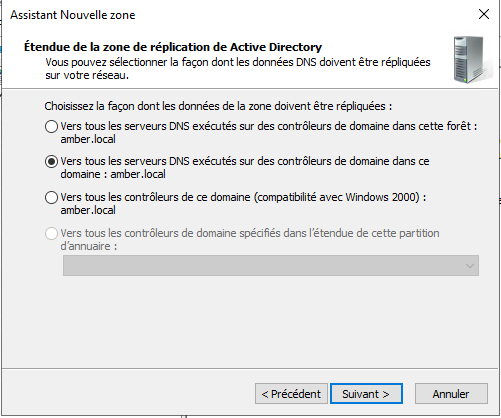 Assistant Nouvelle zone
Étendue de la zone de réplication de Active Directory
Vous pouvez sélectionner la façon dont les données DNS doivent être répliquées
sur votre réseau.
Choisissez la façon dont les données de la zone doivent être répliquées :
Vers tous les serveurs DNS exécutés sur des contrôleurs de domaine dans cette forêt :
amber.local
Vers tous les serveurs DNS exécutés sur des contrôleurs de domaine dans ce
domaine : amber.local
Vers tous les contrôleurs de ce domaine (compatibilité avec Windows 2000) :
amber.local
Vers tous les contrôleurs de domaine spécifiés dans l'étendue de cette partition
d'annuaire :
< Précédent
Suivant >
Annuler